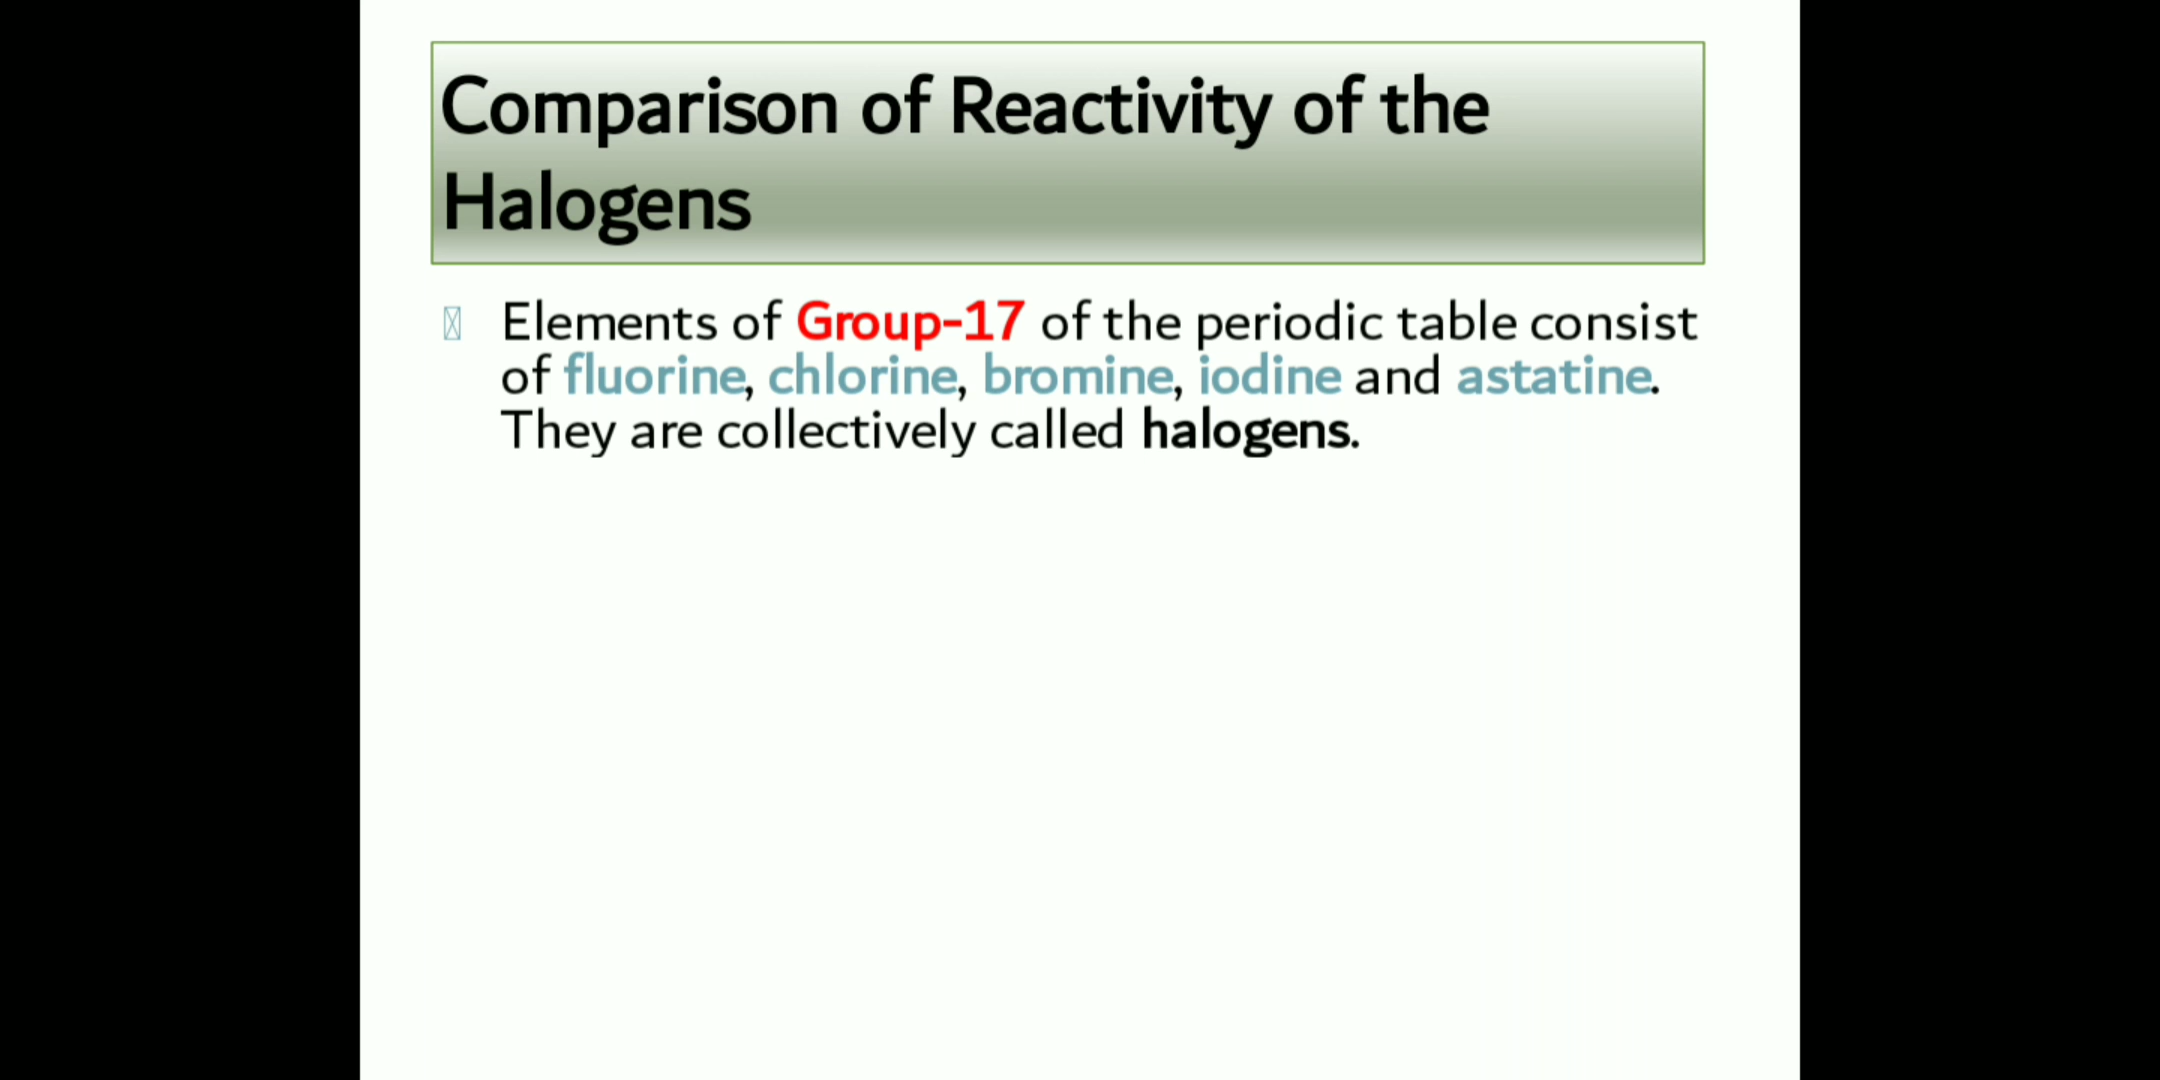 Comparison of Reactivity of the
Halogens
Elements of Group-17 of the periodic table consist
of fluorine, chlorine, bromine, iodine and astatine.
They are collectively called halogens.